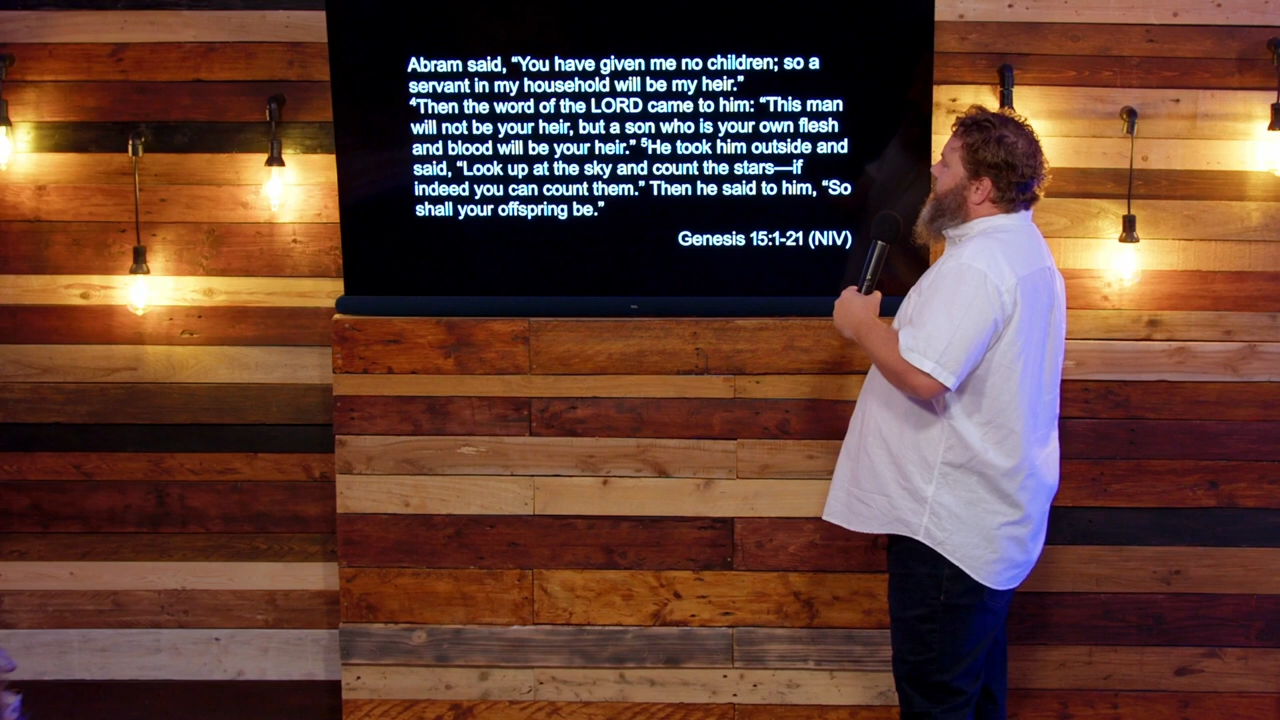 Abram said, “You have given me no children; so a
servant in my household will be my heir.”
⁴Then the word of the LORD came to him: “This man
will not be your heir, but a son who is your own flesh
and blood will be your heir.” ⁵He took him outside and
said, “Look up at the sky and count the stars—if
indeed you can count them.” Then he said to him, “So
shall your offspring be.”
Genesis 15:1-21 (NIV)